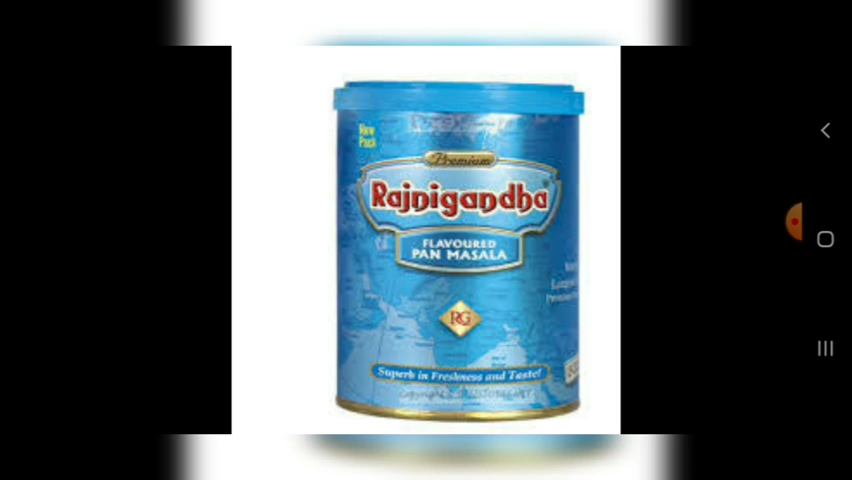 New
Pack
Premium
Rajnigandha
FLAVOURED
PAN MASALA
RG
Superb in Freshness and Taste!